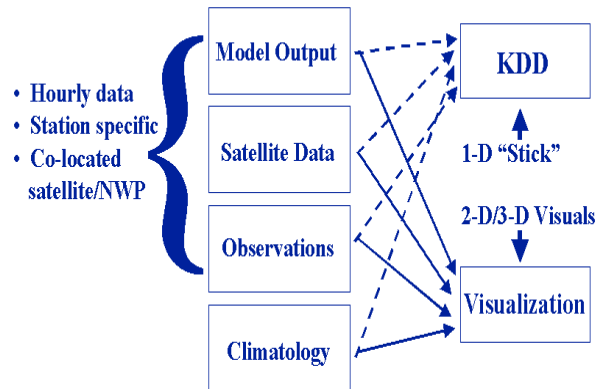 • Hourly data
• Station specific
• Co-located
satellite/NWP
Model Output
Satellite Data
Observations
Climatology
KDD
1-D “Stick”
2-D/3-D Visuals
Visualization